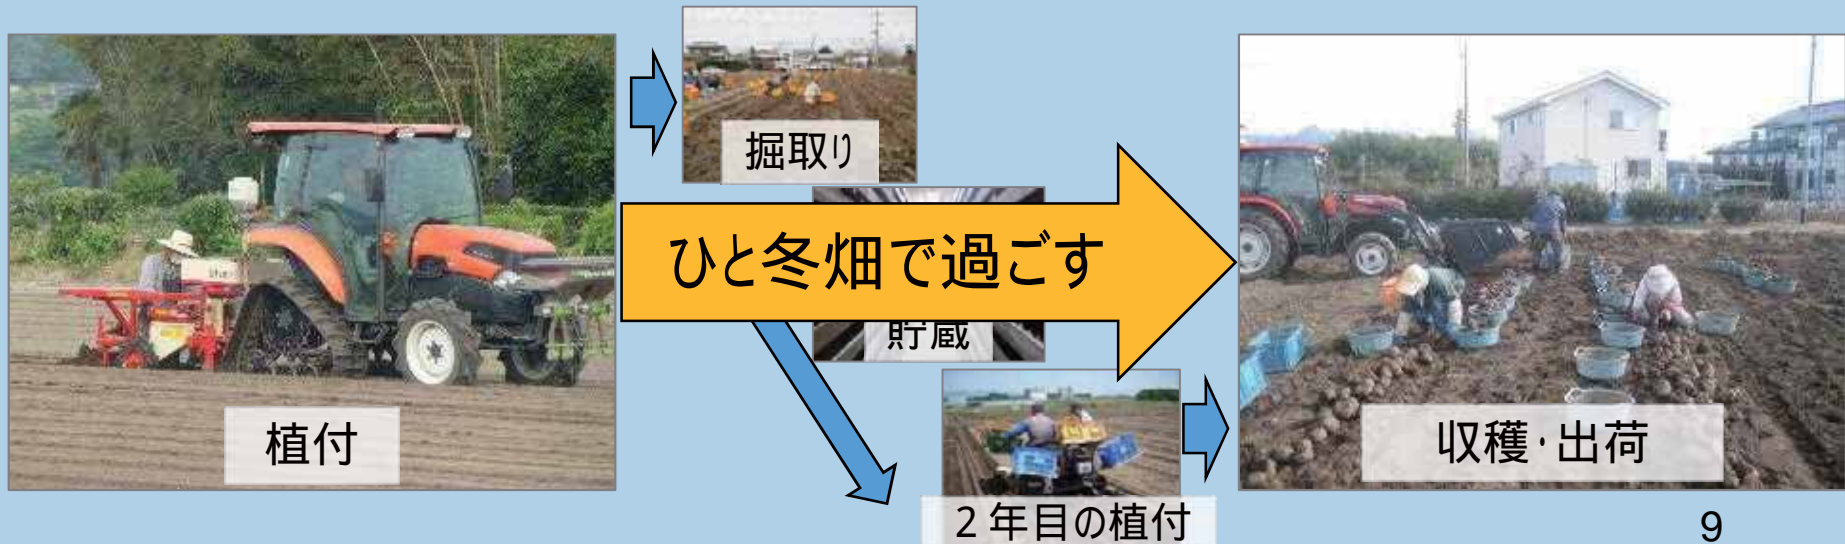 植付
掘取り
ひと冬畑で過ごす
貯蔵
2年目の植付
収穫・出荷
9